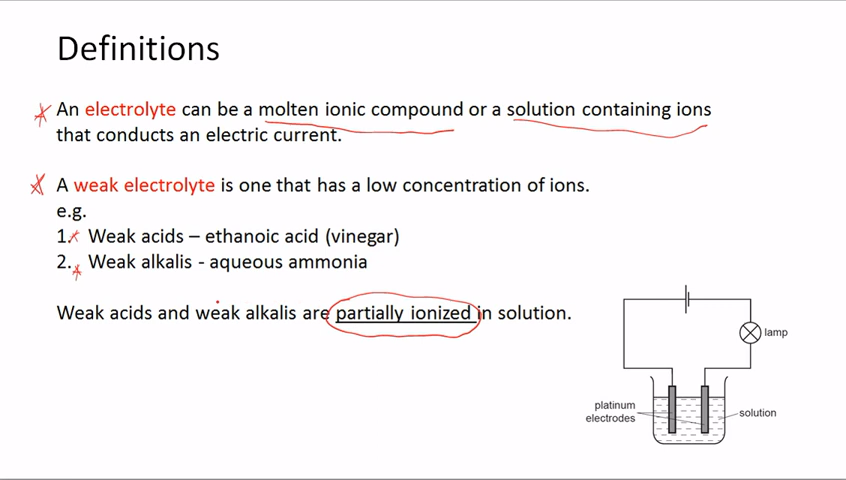 Definitions
An electrolyte can be a molten ionic compound or a solution containing ions
that conducts an electric current.
A weak electrolyte is one that has a low concentration of ions.
e.g.
1. Weak acids – ethanoic acid (vinegar)
2. Weak alkalis - aqueous ammonia
Weak acids and weak alkalis are partially ionized in solution.
lamp
platinum
electrodes
solution